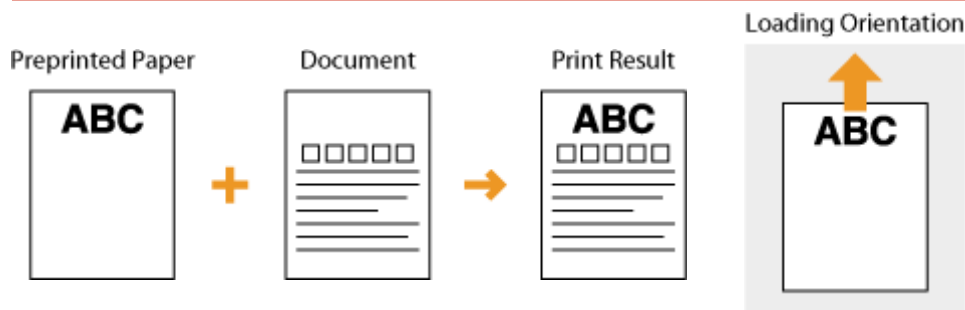 Loading Orientation
Preprinted Paper
Document
Print Result
ABC
ABC
ABC